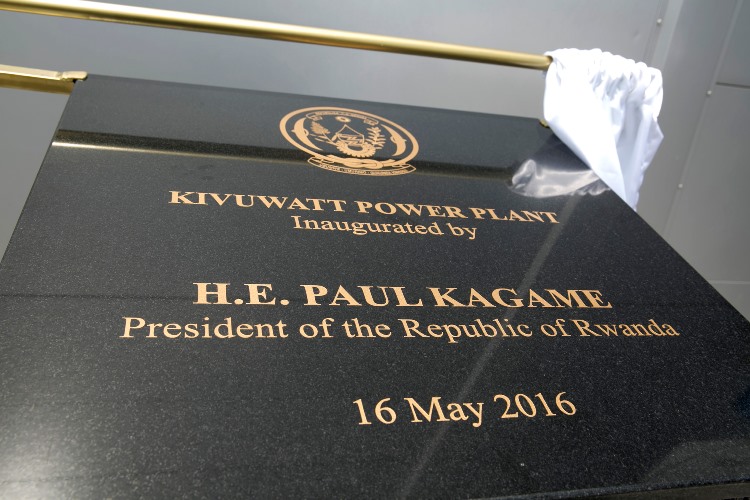 KIVUWATT POWER PLANT
Inaugurated by
H.E. PAUL KAGAME
President of the Republic of Rwanda
16 May 2016